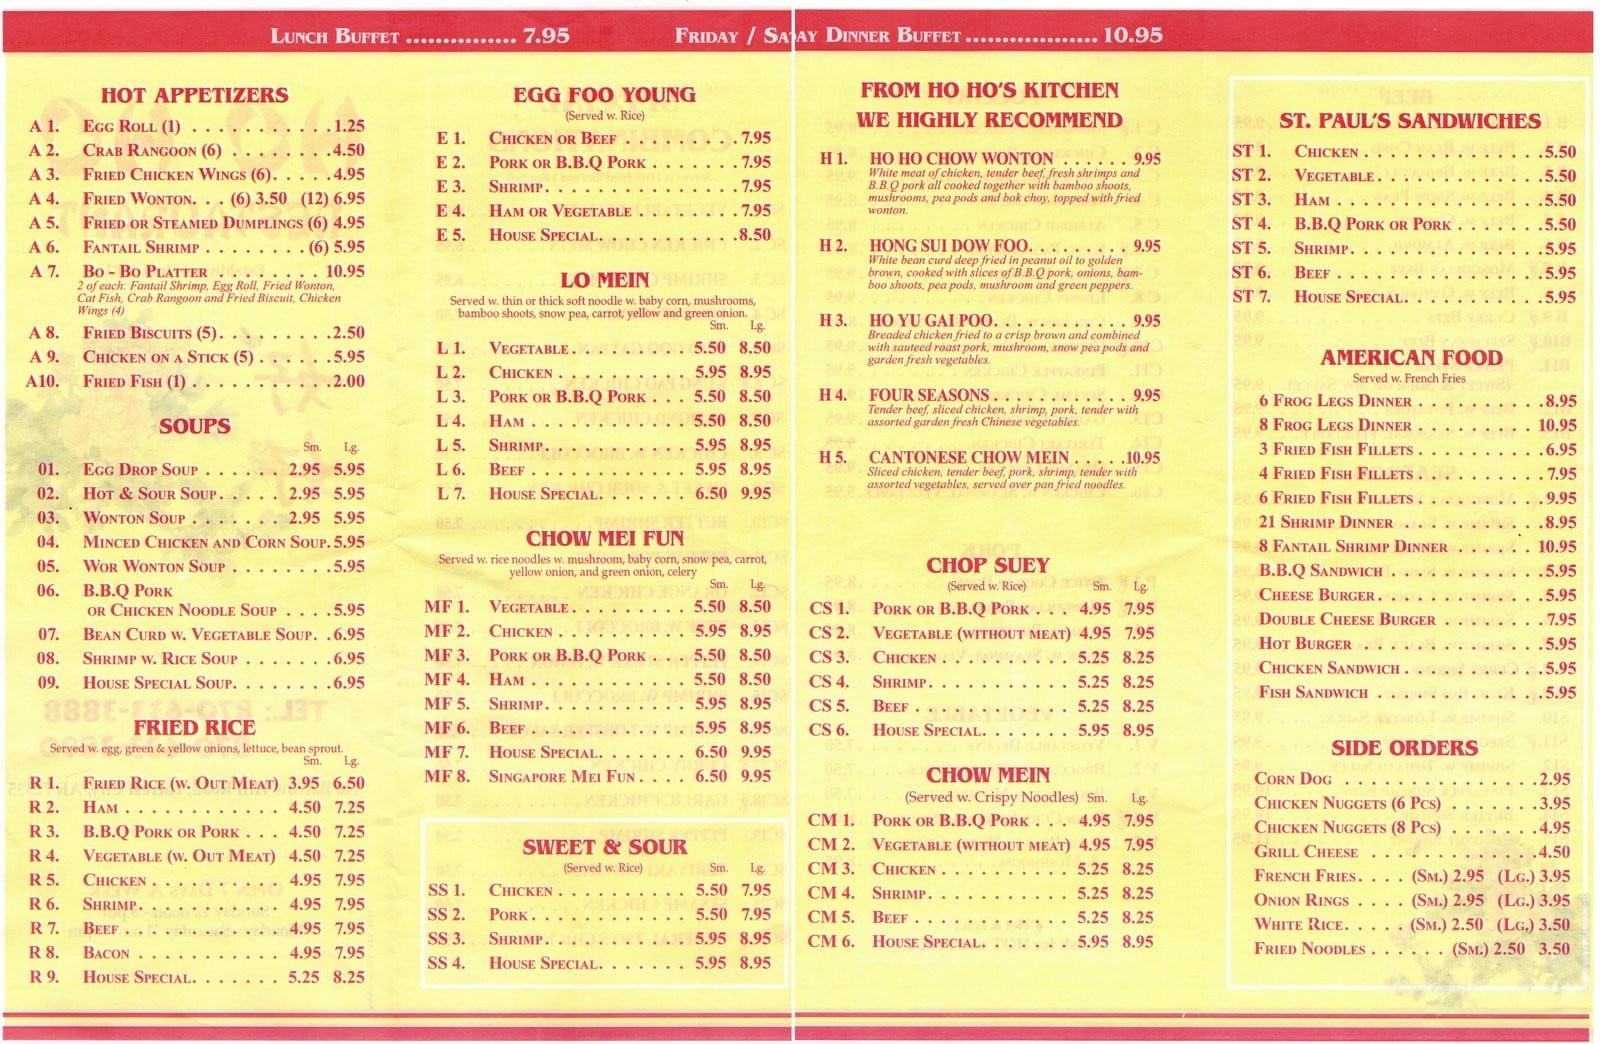 LUNCH BUFFET ............... 7.95
FRIDAY / SA AY DINNER BUFFET .................. 10.95
HOT APPETIZERS
A 1. EGG ROLL (1) . . . . . . . . . . . .1.25
A 2. CRAB RANGOON (6) . . . . . . . . .4.50
A 3. FRIED CHICKEN WINGS (6). . . . . .4.95
A 4. FRIED WONTON. . . (6) 3.50 (12) 6.95
A 5. FRIED OR STEAMED DUMPLINGS (6) 4.95
A 6. FANTAIL SHRIMP . . . . . . . . . (6) 5.95
A 7. BO - BO PLATTER . . . . . . . . . . 10.95
2 of each: Fantail Shrimp, Egg Roll, Fried Wonton,
Cat Fish, Crab Rangoon and Fried Biscuit, Chicken
Wings (4)
A 8. FRIED BISCUITS (5). . . . . . . . . .2.50
A 9. CHICKEN ON A STICK (5) . . . . . . .5.95
A10. FRIED FISH (1) . . . . . . . . . . . .2.00
SOUPS
Sm. Lg.
01. EGG DROP SOUP . . . . . . 2.95 5.95
02. HOT & SOUR SOUP. . . . . 2.95 5.95
03. WONTON SOUP . . . . . . . 2.95 5.95
04. MINCED CHICKEN AND CORN SOUP.5.95
05. WOR WONTON SOUP . . . . . . . .5.95
06. B.B.Q PORK
OR CHICKEN NOODLE SOUP . . . .5.95
07. BEAN CURD W. VEGETABLE SOUP. .6.95
08. SHRIMP W. RICE SOUP . . . . . . .6.95
09. HOUSE SPECIAL SOUP. . . . . . . .6.95
FRIED RICE
Served w. egg, green & yellow onions, lettuce, bean sprout.
Sm. Lg.
R 1. FRIED RICE (W. OUT MEAT) 3.95 6.50
R 2. HAM . . . . . . . . . . . . 4.50 7.25
R 3. B.B.Q PORK OR PORK . . . 4.50 7.25
R 4. VEGETABLE (W. OUT MEAT) 4.50 7.25
R 5. CHICKEN . . . . . . . . . . 4.95 7.95
R 6. SHRIMP. . . . . . . . . . . 4.95 7.95
R 7. BEEF . . . . . . . . . . . . 4.95 7.95
R 8. BACON . . . . . . . . . . . 4.95 7.95
R 9. HOUSE SPECIAL. . . . . . . 5.25 8.25
EGG FOO YOUNG
(Served w. Rice)
E 1. CHICKEN OR BEEF . . . . . . . . .7.95
E 2. PORK OR B.B.Q PORK . . . . . . .7.95
E 3. SHRIMP. . . . . . . . . . . . . . .7.95
E 4. HAM OR VEGETABLE . . . . . . . .7.95
E 5. HOUSE SPECIAL. . . . . . . . . . .8.50
LO MEIN
Served w. thin or thick soft noodle w. baby corn, mushrooms,
bamboo shoots, snow pea, carrot, yellow and green onion.
Sm. Lg.
L 1. VEGETABLE. . . . . . . . . 5.50 8.50
L 2. CHICKEN . . . . . . . . . . 5.95 8.95
L 3. PORK OR B.B.Q PORK . . . 5.50 8.50
L 4. HAM . . . . . . . . . . . . 5.50 8.50
L 5. SHRIMP. . . . . . . . . . . 5.95 8.95
L 6. BEEF . . . . . . . . . . . . 5.95 8.95
L 7. HOUSE SPECIAL. . . . . . . 6.50 9.95
CHOW MEI FUN
Served w. rice noodles w. mushroom, baby corn, snow pea, carrot,
yellow onion, and green onion, celery
Sm. Lg.
MF 1. VEGETABLE. . . . . . . . . 5.50 8.50
MF 2. CHICKEN . . . . . . . . . . 5.95 8.95
MF 3. PORK OR B.B.Q PORK . . . 5.50 8.50
MF 4. HAM . . . . . . . . . . . . 5.50 8.50
MF 5. SHRIMP. . . . . . . . . . . 5.95 8.95
MF 6. BEEF . . . . . . . . . . . . 5.95 8.95
MF 7. HOUSE SPECIAL. . . . . . . 6.50 9.95
MF 8. SINGAPORE MEI FUN . . . . 6.50 9.95
SWEET & SOUR
(Served w. Rice)
SS 1. CHICKEN . . . . . . . . . . 5.50 7.95
SS 2. PORK . . . . . . . . . . . . 5.50 7.95
SS 3. SHRIMP. . . . . . . . . . . 5.95 8.95
SS 4. HOUSE SPECIAL. . . . . . . 5.95 8.95
FROM HO HO'S KITCHEN
WE HIGHLY RECOMMEND
H 1. HO HO CHOW WONTON . . . . . . . 9.95
White meat of chicken, tender beef, fresh shrimps and
B.B.Q pork all cooked together with bamboo shoots,
mushrooms, pea pods and bok choy, topped with fried
wonton.
H 2. HONG SUI DOW FOO. . . . . . . . . 9.95
White bean curd deep fried in peanut oil to golden
brown, cooked with slices of B.B.Q pork, onions, bam-
boo shoots, pea pods, mushroom and green peppers.
H 3. HO YU GAI POO. . . . . . . . . . . . 9.95
Breaded chicken fried to a crisp brown and combined
with sauteed roast pork, mushroom, snow pea pods and
garden fresh vegetables.
H 4. FOUR SEASONS . . . . . . . . . . . .9.95
Tender beef, sliced chicken, shrimp, pork, tender with
assorted garden fresh Chinese vegetables.
H 5. CANTONESE CHOW MEIN . . . . .10.95
Sliced chicken, tender beef, pork, shrimp, tender with
assorted vegetables, served over pan fried noodles.
CHOP SUEY
(Served w. Rice)
Sm. Lg.
CS 1. PORK OR B.B.Q PORK . . . 4.95 7.95
CS 2. VEGETABLE (WITHOUT MEAT) 4.95 7.95
CS 3. CHICKEN . . . . . . . . . . 5.25 8.25
CS 4. SHRIMP. . . . . . . . . . . 5.25 8.25
CS 5. BEEF . . . . . . . . . . . . 5.25 8.25
CS 6. HOUSE SPECIAL. . . . . . . 5.95 8.95
CHOW MEIN
(Served w. Crispy Noodles) Sm. Lg.
CM 1. PORK OR B.B.Q PORK . . . 4.95 7.95
CM 2. VEGETABLE (WITHOUT MEAT) 4.95 7.95
CM 3. CHICKEN . . . . . . . . . . 5.25 8.25
CM 4. SHRIMP. . . . . . . . . . . 5.25 8.25
CM 5. BEEF . . . . . . . . . . . . 5.25 8.25
CM 6. HOUSE SPECIAL. . . . . . . 5.95 8.95
ST. PAUL'S SANDWICHES
ST 1. CHICKEN . . . . . . . . . . . . . .5.50
ST 2. VEGETABLE. . . . . . . . . . . . .5.50
ST 3. HAM . . . . . . . . . . . . . . . .5.50
ST 4. B.B.Q PORK OR PORK . . . . . . .5.50
ST 5. SHRIMP. . . . . . . . . . . . . . .5.95
ST 6. BEEF . . . . . . . . . . . . . . . .5.95
ST 7. HOUSE SPECIAL. . . . . . . . . . .5.95
AMERICAN FOOD
Served w. French Fries
6 FROG LEGS DINNER . . . . . . . . . .8.95
8 FROG LEGS DINNER . . . . . . . . . 10.95
3 FRIED FISH FILLETS . . . . . . . . . .6.95
4 FRIED FISH FILLETS . . . . . . . . . .7.95
6 FRIED FISH FILLETS . . . . . . . . . .9.95
21 SHRIMP DINNER . . . . . . . . . . .8.95
8 FANTAIL SHRIMP DINNER . . . . . . 10.95
B.B.Q SANDWICH . . . . . . . . . . . .5.95
CHEESE BURGER. . . . . . . . . . . . .5.95
DOUBLE CHEESE BURGER . . . . . . . .7.95
HOT BURGER . . . . . . . . . . . . . .5.95
CHICKEN SANDWICH . . . . . . . . . . .5.95
FISH SANDWICH . . . . . . . . . . . . .5.95
SIDE ORDERS
CORN DOG . . . . . . . . . . . . . . .2.95
CHICKEN NUGGETS (6 PCS) . . . . . . .3.95
CHICKEN NUGGETS (8 PCS) . . . . . . .4.95
GRILL CHEESE . . . . . . . . . . . . .4.50
FRENCH FRIES. . . . (SM.) 2.95 (LG.) 3.95
ONION RINGS . . . . (SM.) 2.95 (LG.) 3.95
WHITE RICE. . . . . (SM.) 2.50 (LG.) 3.50
FRIED NOODLES . . . . . . (SM.) 2.50 3.50